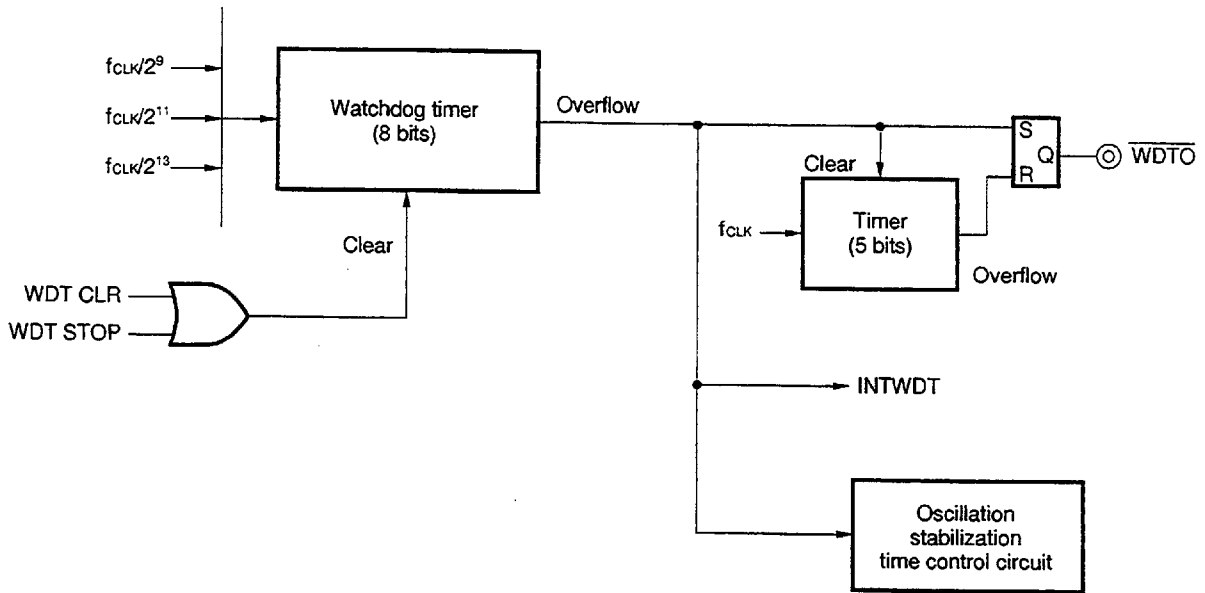 fCLK/2⁹
fCLK/2¹¹
fCLK/2¹³
Watchdog timer
(8 bits)
Overflow
Clear
WDT CLR
WDT STOP
Clear
fCLK
Timer
(5 bits)
Overflow
S
Q
R
W̅D̅T̅O̅
INTWDT
Oscillation
stabilization
time control circuit